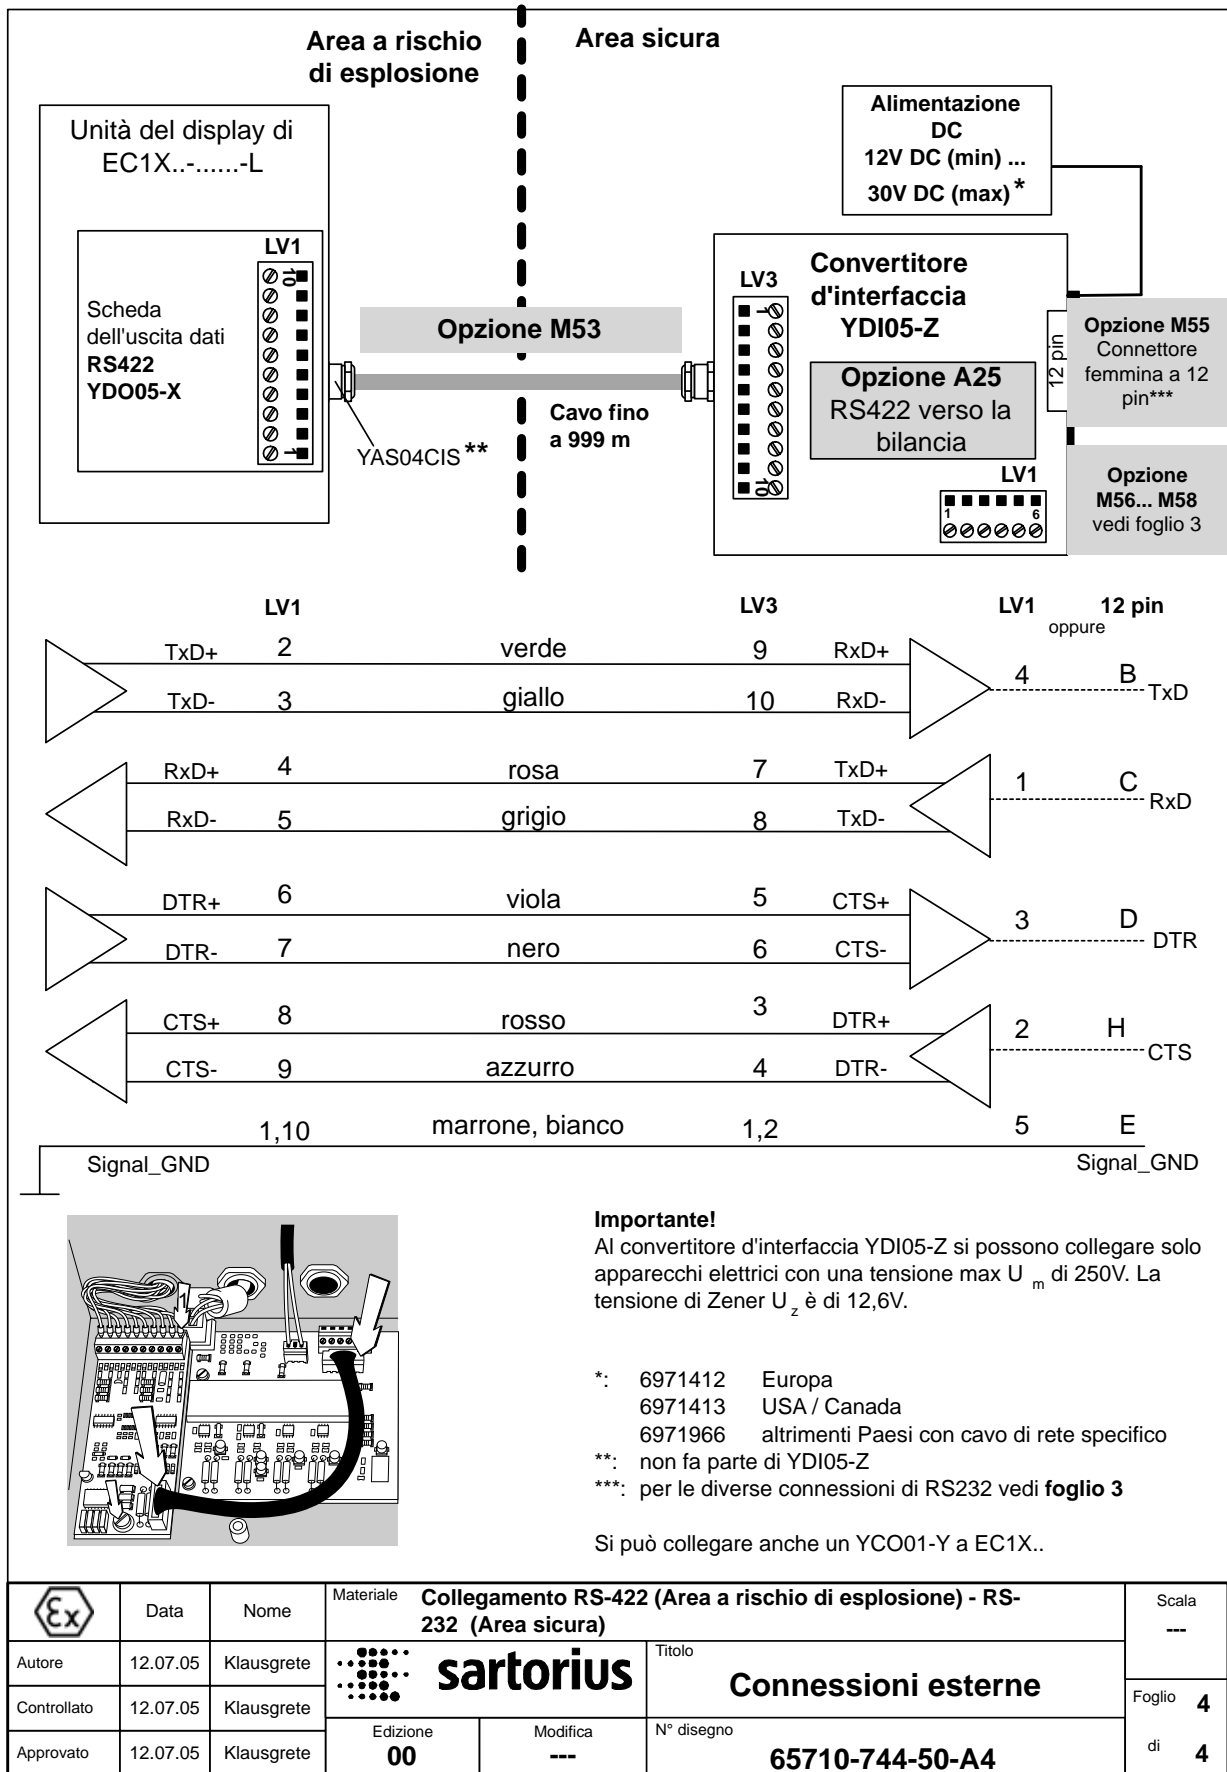 Area a rischio
di esplosione
Area sicura
Alimentazione
DC
12V DC (min) ...
30V DC (max) *
Unità del display di
EC1X..-......-L
LV1
10
1
Scheda
dell'uscita dati
RS422
YDO05-X
Opzione M53
Cavo fino
a 999 m
YAS04CIS **
Convertitore
d'interfaccia
YDI05-Z
LV3
1
10
Opzione A25
RS422 verso la
bilancia
LV1
1 6
12 pin
Opzione M55
Connettore
femmina a 12
pin***
Opzione
M56... M58
vedi foglio 3
LV1 LV3 LV1 12 pin
oppure
TxD+ 2 verde 9 RxD+
4 B TxD
TxD- 3 giallo 10 RxD-
RxD+ 4 rosa 7 TxD+
1 C RxD
RxD- 5 grigio 8 TxD-
DTR+ 6 viola 5 CTS+
3 D DTR
DTR- 7 nero 6 CTS-
CTS+ 8 rosso 3 DTR+
2 H CTS
CTS- 9 azzurro 4 DTR-
1,10 marrone, bianco 1,2 5 E
Signal_GND Signal_GND
1
Importante!
Al convertitore d'interfaccia YDI05-Z si possono collegare solo
apparecchi elettrici con una tensione max U m di 250V. La
tensione di Zener U z è di 12,6V.
*: 6971412 Europa
6971413 USA / Canada
6971966 altrimenti Paesi con cavo di rete specifico
**: non fa parte di YDI05-Z
***: per le diverse connessioni di RS232 vedi foglio 3
Si può collegare anche un YCO01-Y a EC1X..
Ex Data Nome
Materiale Collegamento RS-422 (Area a rischio di esplosione) - RS-
232 (Area sicura)
Scala
---
Autore 12.07.05 Klausgrete
sartorius
Titolo
Connessioni esterne
Controllato 12.07.05 Klausgrete
Foglio 4
Approvato 12.07.05 Klausgrete
Edizione
00
Modifica
---
N° disegno
65710-744-50-A4
di 4